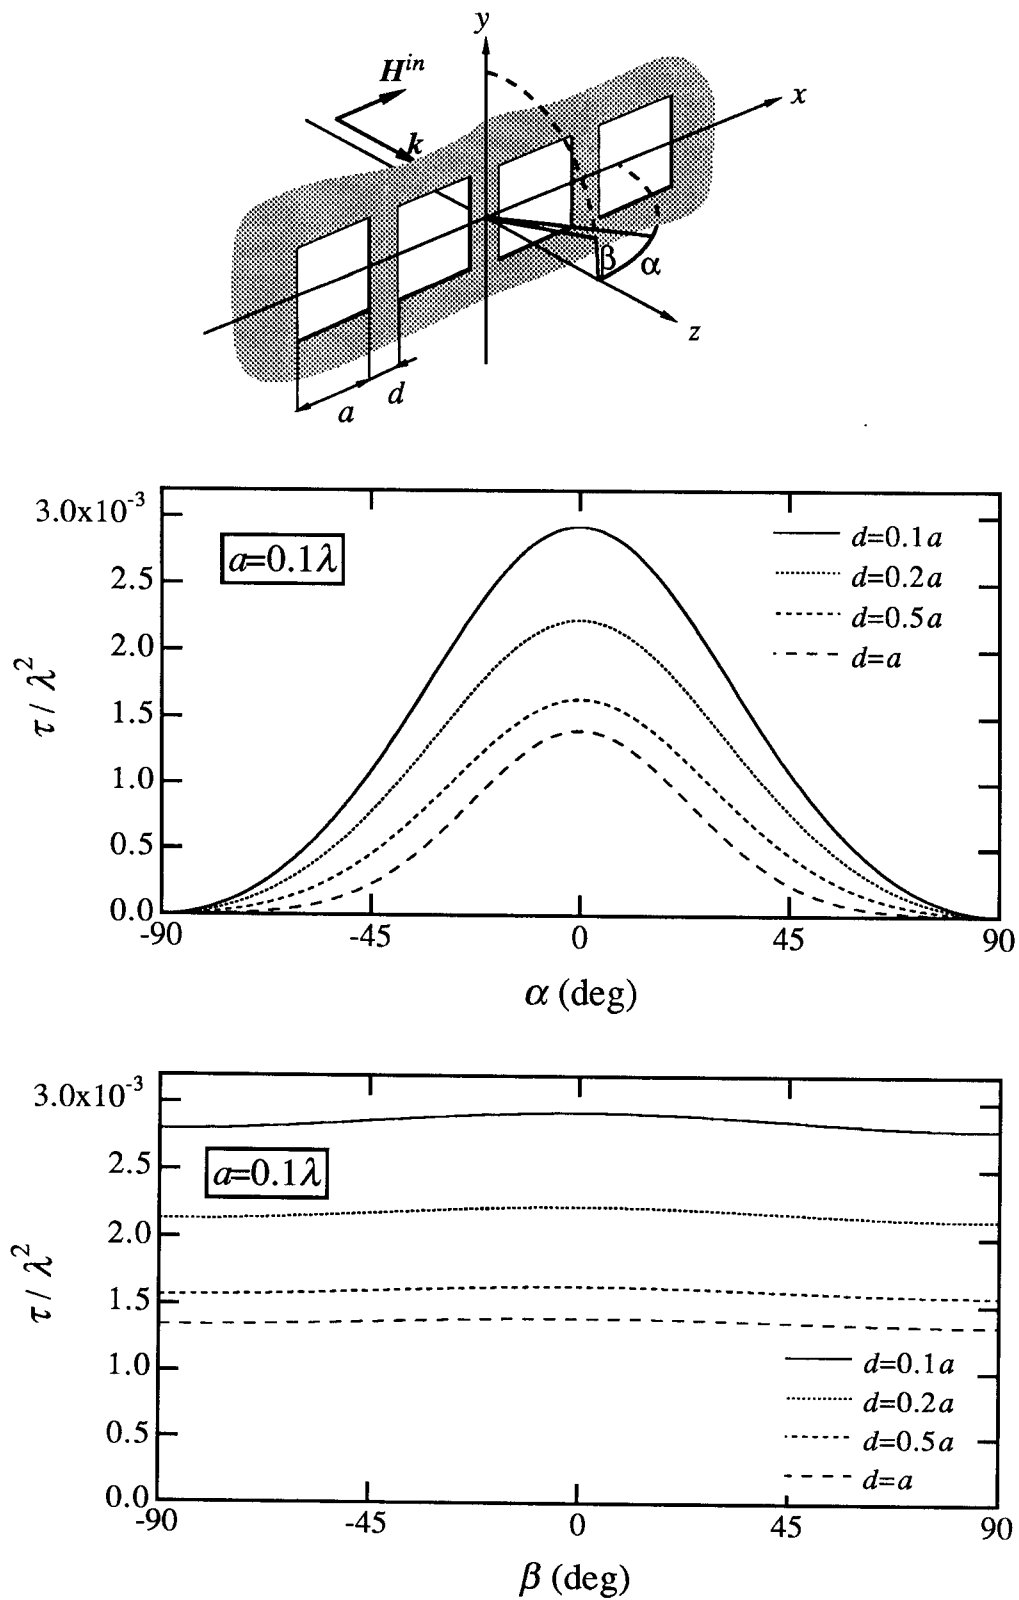 y
H^in
x
k
β
α
z
d
a
3.0x10^-3
a=0.1λ
d=0.1a
2.5
d=0.2a
2.0
d=0.5a
τ / λ²
d=a
1.5
1.0
0.5
0.0
-90 -45 0 45 90
α (deg)
3.0x10^-3
a=0.1λ
2.5
2.0
τ / λ²
1.5
1.0
d=0.1a
d=0.2a
0.5
d=0.5a
d=a
0.0
-90 -45 0 45 90
β (deg)